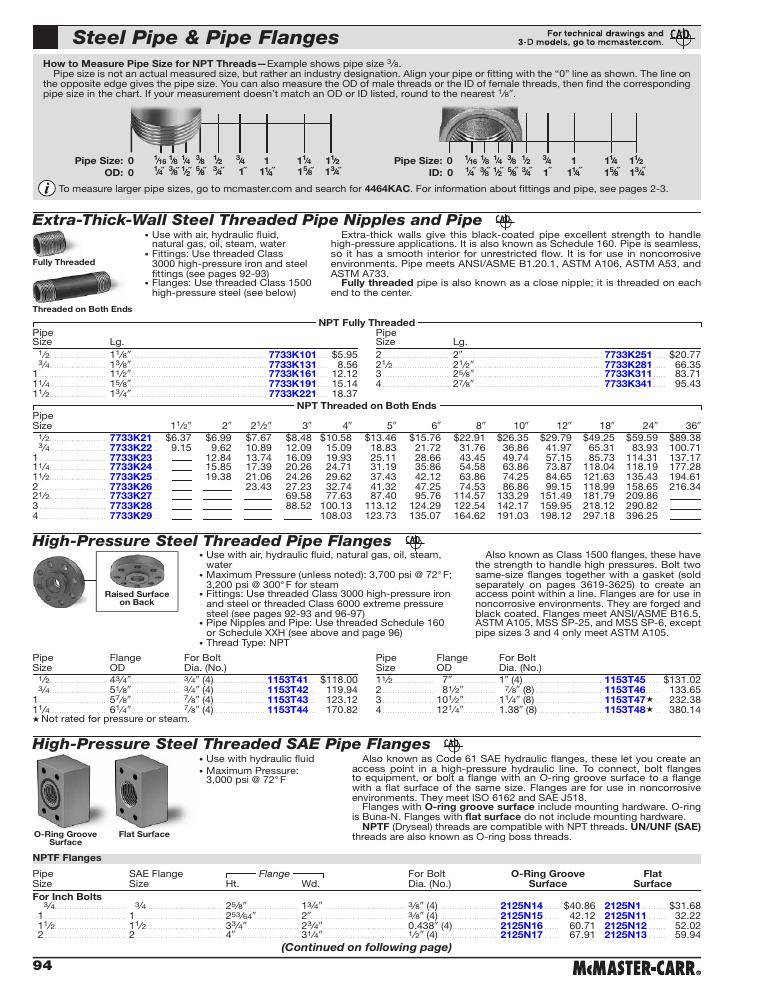 Steel Pipe & Pipe Flanges
For technical drawings and
3-D models, go to mcmaster.com.
CAD
How to Measure Pipe Size for NPT Threads—Example shows pipe size 3/8.
Pipe size is not an actual measured size, but rather an industry designation. Align your pipe or fitting with the "0" line as shown. The line on
the opposite edge gives the pipe size. You can also measure the OD of male threads or the ID of female threads, then find the corresponding
pipe size in the chart. If your measurement doesn't match an OD or ID listed, round to the nearest 1/8".
Pipe Size: 0 1/16 1/8 1/4 3/8 1/2 3/4 1 1 1/4 1 1/2
OD: 0 1/4" 3/8" 1/2" 5/8" 3/4" 1" 1 1/4" 1 5/8" 1 3/4"
Pipe Size: 0 1/16 1/8 1/4 3/8 1/2 3/4 1 1 1/4 1 1/2
ID: 0 1/4" 3/8" 1/2" 5/8" 3/4" 1" 1 1/4" 1 5/8" 1 3/4"
i To measure larger pipe sizes, go to mcmaster.com and search for 4464KAC. For information about fittings and pipe, see pages 2-3.
Extra-Thick-Wall Steel Threaded Pipe Nipples and Pipe CAD
Fully Threaded
Threaded on Both Ends
• Use with air, hydraulic fluid,
natural gas, oil, steam, water
• Fittings: Use threaded Class
3000 high-pressure iron and steel
fittings (see pages 92-93)
• Flanges: Use threaded Class 1500
high-pressure steel (see below)
Extra-thick walls give this black-coated pipe excellent strength to handle
high-pressure applications. It is also known as Schedule 160. Pipe is seamless,
so it has a smooth interior for unrestricted flow. It is for use in noncorrosive
environments. Pipe meets ANSI/ASME B1.20.1, ASTM A106, ASTM A53, and
ASTM A733.
Fully threaded pipe is also known as a close nipple; it is threaded on each
end to the center.
NPT Fully Threaded
Pipe Size Lg. Pipe Size Lg.
1/2 1 1/8" 7733K101 $5.95 2 2" 7733K251 $20.77
3/4 1 3/8" 7733K131 8.56 2 1/2 2 1/2" 7733K281 66.35
1 1 1/2" 7733K161 12.12 3 2 5/8" 7733K311 83.71
1 1/4 1 5/8" 7733K191 15.14 4 2 7/8" 7733K341 95.43
1 1/2 1 3/4" 7733K221 18.37
NPT Threaded on Both Ends
Pipe Size 1 1/2" 2" 2 1/2" 3" 4" 5" 6" 8" 10" 12" 18" 24" 36"
1/2 7733K21 $6.37 $6.99 $7.67 $8.48 $10.58 $13.46 $15.76 $22.91 $26.35 $29.79 $49.25 $59.59 $89.38
3/4 7733K22 9.15 9.62 10.89 12.09 15.09 18.83 21.72 31.76 36.86 41.97 65.31 83.93 100.71
1 7733K23 ___ 12.84 13.74 16.09 19.93 25.11 28.66 43.45 49.74 57.15 85.73 114.31 137.17
1 1/4 7733K24 ___ 15.85 17.39 20.26 24.71 31.19 35.86 54.58 63.86 73.87 118.04 118.19 177.28
1 1/2 7733K25 ___ 19.38 21.06 24.26 29.62 37.43 42.12 63.86 74.25 84.65 121.63 135.43 194.61
2 7733K26 ___ ___ 23.43 27.23 32.74 41.32 47.25 74.53 86.86 99.15 118.99 158.65 216.34
2 1/2 7733K27 ___ ___ ___ 69.58 77.63 87.40 95.76 114.57 133.29 151.49 181.79 209.86 ___
3 7733K28 ___ ___ ___ 88.52 100.13 113.12 124.29 122.54 142.17 159.95 218.12 290.82 ___
4 7733K29 ___ ___ ___ ___ 108.03 123.73 135.07 164.62 191.03 198.12 297.18 396.25 ___
High-Pressure Steel Threaded Pipe Flanges CAD
Raised Surface
on Back
• Use with air, hydraulic fluid, natural gas, oil, steam,
water
• Maximum Pressure (unless noted): 3,700 psi @ 72°F;
3,200 psi @ 300°F for steam
• Fittings: Use threaded Class 3000 high-pressure iron
and steel or threaded Class 6000 extreme pressure
steel (see pages 92-93 and 96-97)
• Pipe Nipples and Pipe: Use threaded Schedule 160
or Schedule XXH (see above and page 96)
• Thread Type: NPT
Also known as Class 1500 flanges, these have
the strength to handle high pressures. Bolt two
same-size flanges together with a gasket (sold
separately on pages 3619-3625) to create an
access point within a line. Flanges are for use in
noncorrosive environments. They are forged and
black coated. Flanges meet ANSI/ASME B16.5,
ASTM A105, MSS SP-25, and MSS SP-6, except
pipe sizes 3 and 4 only meet ASTM A105.
Pipe Size Flange OD For Bolt Dia. (No.) Pipe Size Flange OD For Bolt Dia. (No.)
1/2 4 3/4" 3/4" (4) 1153T41 $118.00 1 1/2 7" 1" (4) 1153T45 $131.02
3/4 5 1/8" 3/4" (4) 1153T42 119.94 2 8 1/2" 7/8" (8) 1153T46 133.65
1 5 7/8" 7/8" (4) 1153T43 123.12 3 10 1/2" 1 1/4" (8) 1153T47★ 232.38
1 1/4 6 1/4" 7/8" (4) 1153T44 170.82 4 12 1/4" 1.38" (8) 1153T48★ 380.14
★ Not rated for pressure or steam.
High-Pressure Steel Threaded SAE Pipe Flanges CAD
O-Ring Groove
Surface
Flat Surface
• Use with hydraulic fluid
• Maximum Pressure:
3,000 psi @ 72°F
Also known as Code 61 SAE hydraulic flanges, these let you create an
access point in a high-pressure hydraulic line. To connect, bolt flanges
to equipment, or bolt a flange with an O-ring groove surface to a flange
with a flat surface of the same size. Flanges are for use in noncorrosive
environments. They meet ISO 6162 and SAE J518.
Flanges with O-ring groove surface include mounting hardware. O-ring
is Buna-N. Flanges with flat surface do not include mounting hardware.
NPTF (Dryseal) threads are compatible with NPT threads. UN/UNF (SAE)
threads are also known as O-ring boss threads.
NPTF Flanges
Pipe Size SAE Flange Size Flange Ht. Wd. For Bolt Dia. (No.) O-Ring Groove Surface Flat Surface
For Inch Bolts
3/4 3/4 2 5/8" 1 3/4" 3/8" (4) 2125N14 $40.86 2125N1 $31.68
1 1 2 53/64" 2" 3/8" (4) 2125N15 42.12 2125N11 32.22
1 1/2 1 1/2 3 3/4" 2 3/4" 0.438" (4) 2125N16 60.71 2125N12 52.02
2 2 4" 3 1/4" 1/2" (4) 2125N17 67.91 2125N13 59.94
(Continued on following page)
94
McMASTER-CARR®